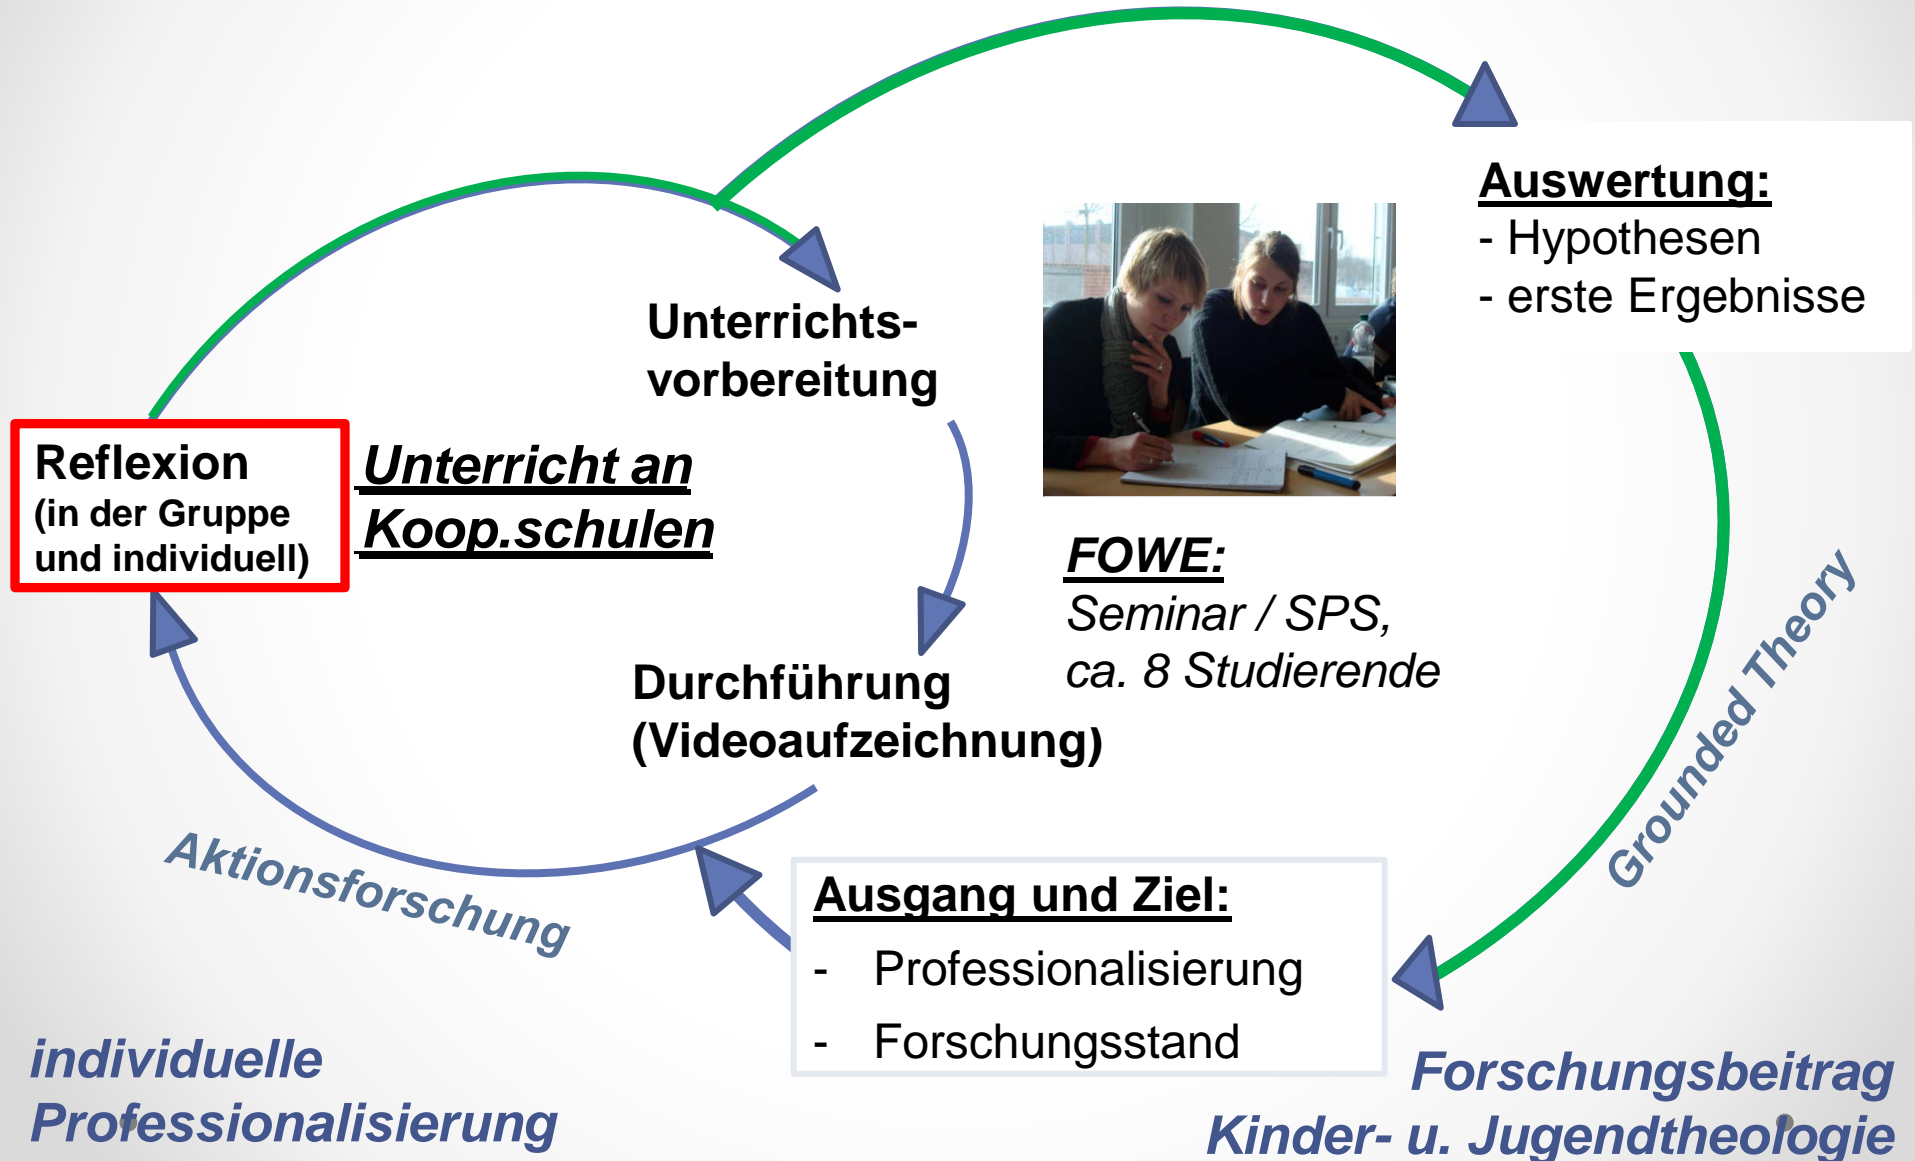 Auswertung:
- Hypothesen
- erste Ergebnisse
Unterrichts-
vorbereitung
Reflexion
(in der Gruppe
und individuell)
Unterricht an
Koop.schulen
FOWE:
Seminar / SPS,
ca. 8 Studierende
Durchführung
(Videoaufzeichnung)
Grounded Theory
Aktionsforschung
Ausgang und Ziel:
- Professionalisierung
- Forschungsstand
individuelle
Professionalisierung
Forschungsbeitrag
Kinder- u. Jugendtheologie